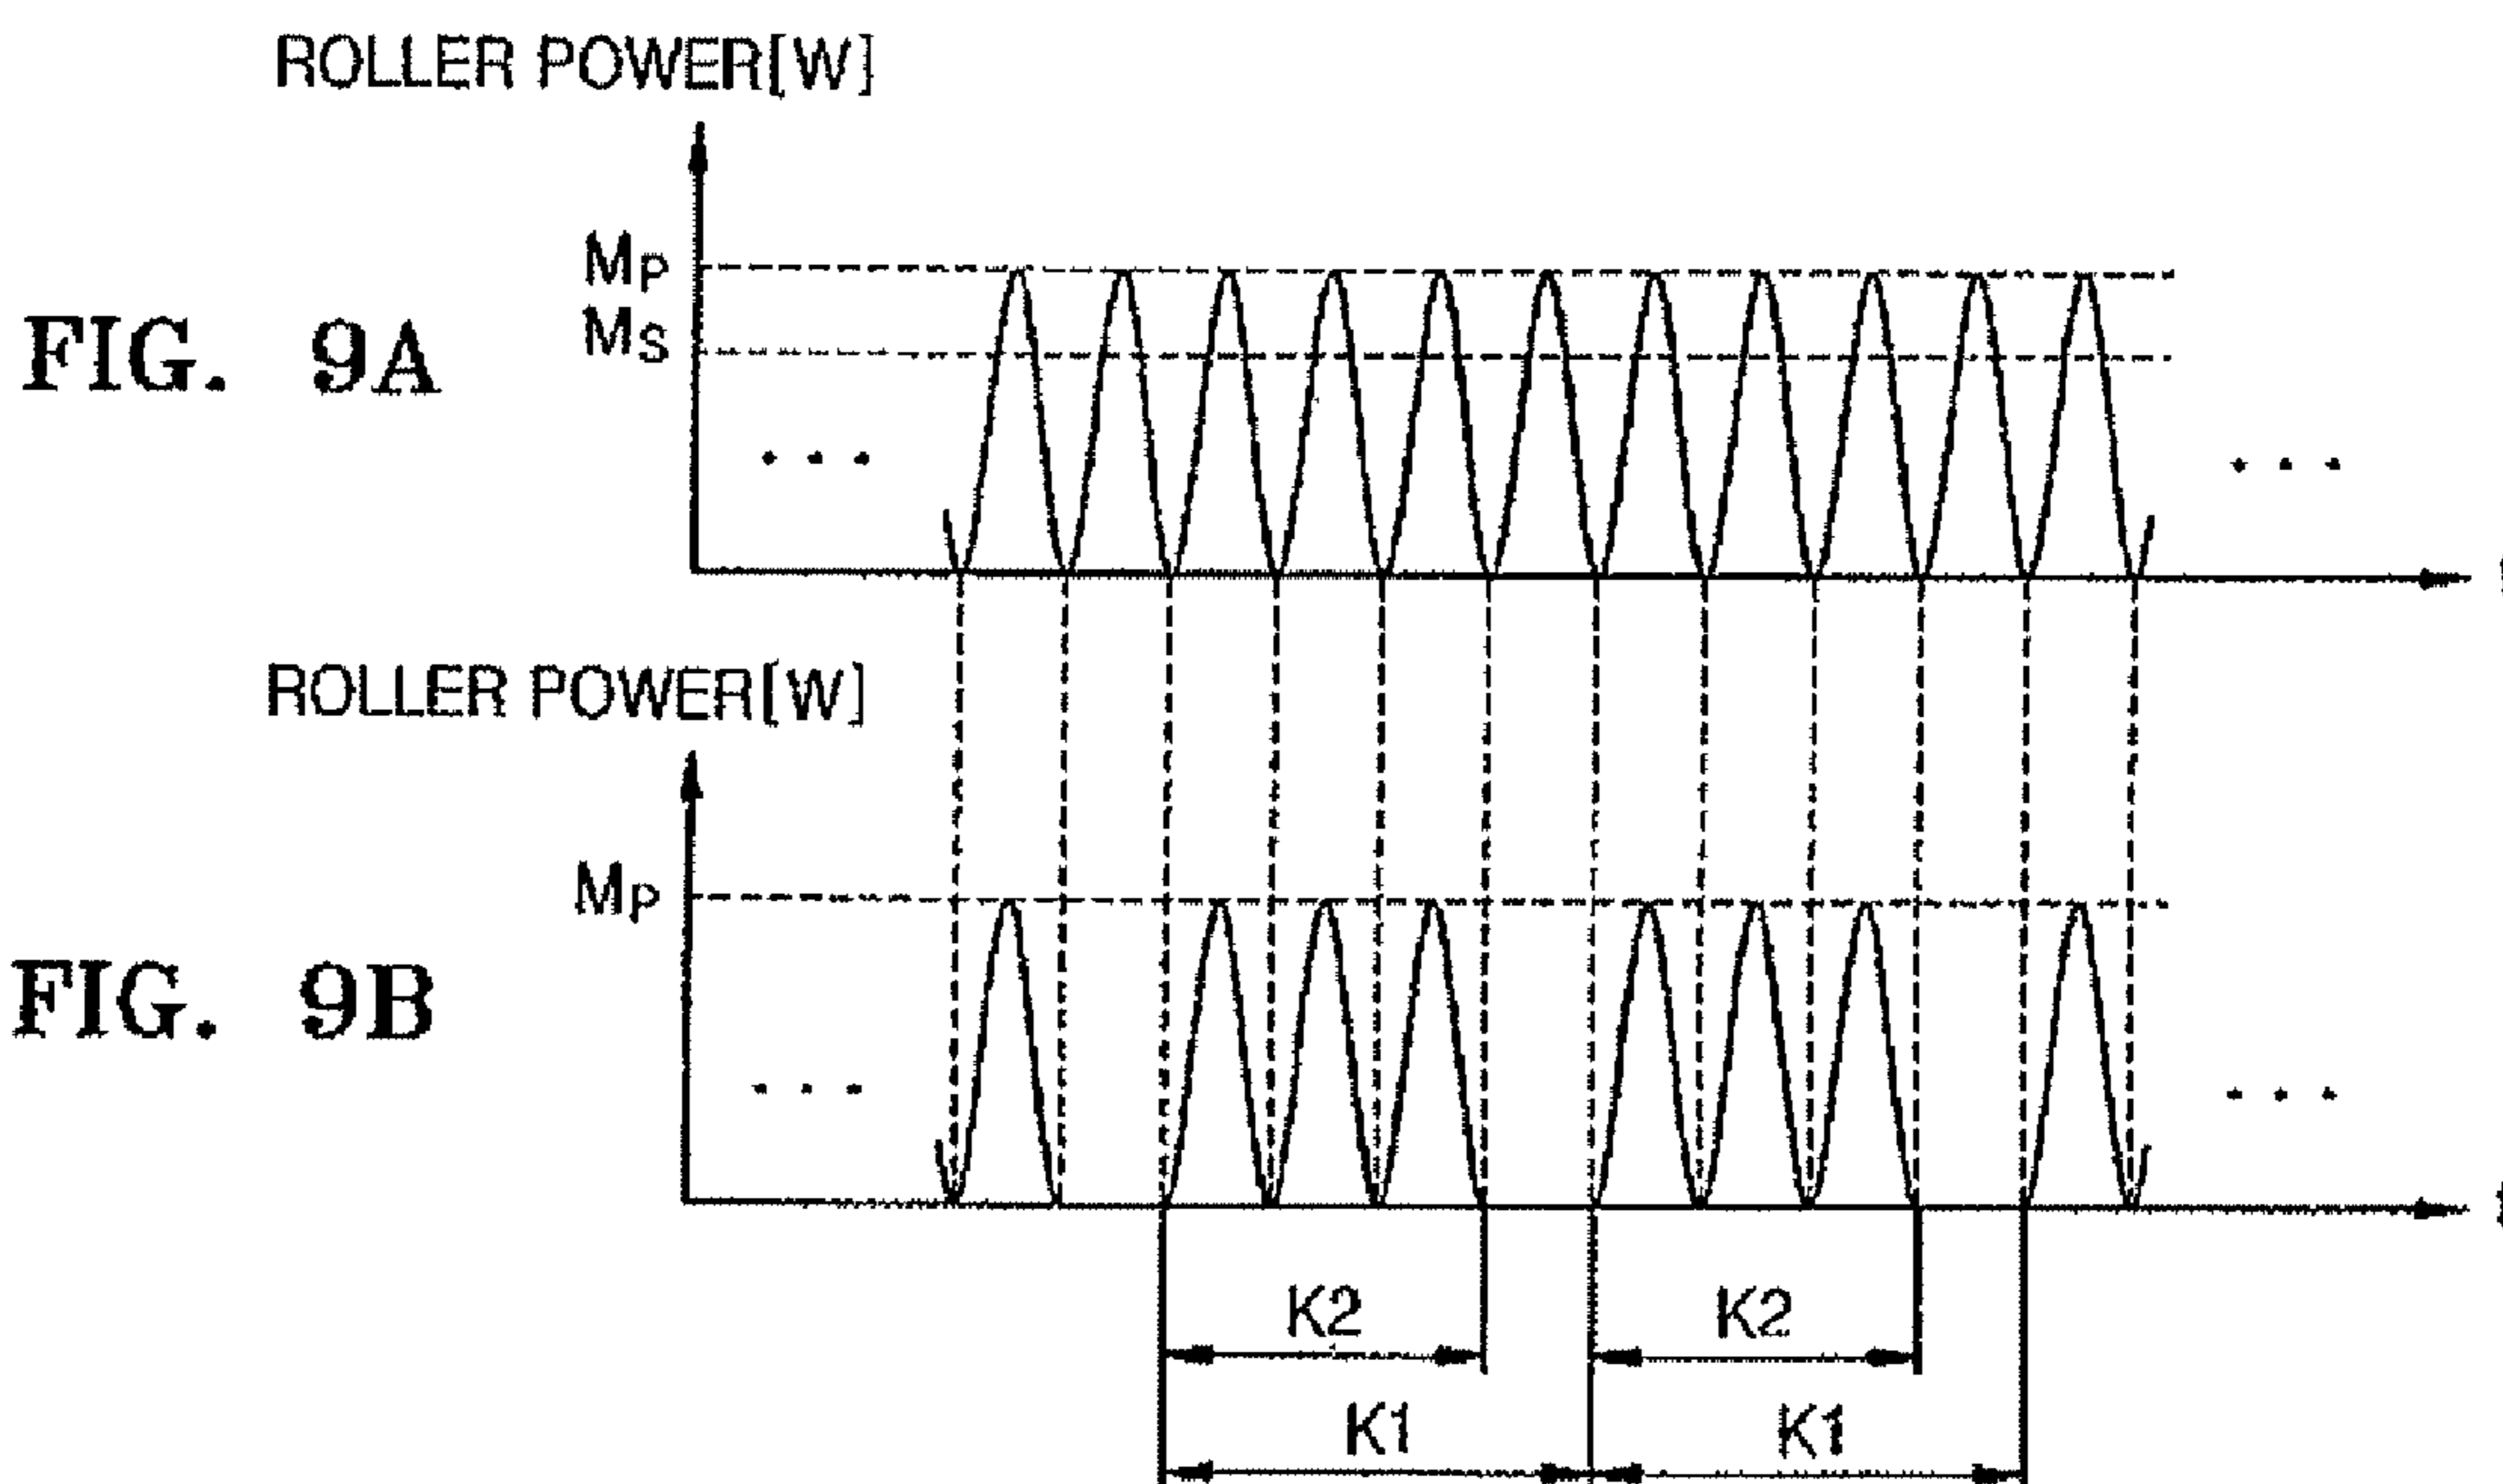 ROLLER POWER[W]
MP
MS
FIG. 9A
. . .
. . .
ROLLER POWER[W]
MP
FIG. 9B
. . .
. . .
K2
K2
K1
K1